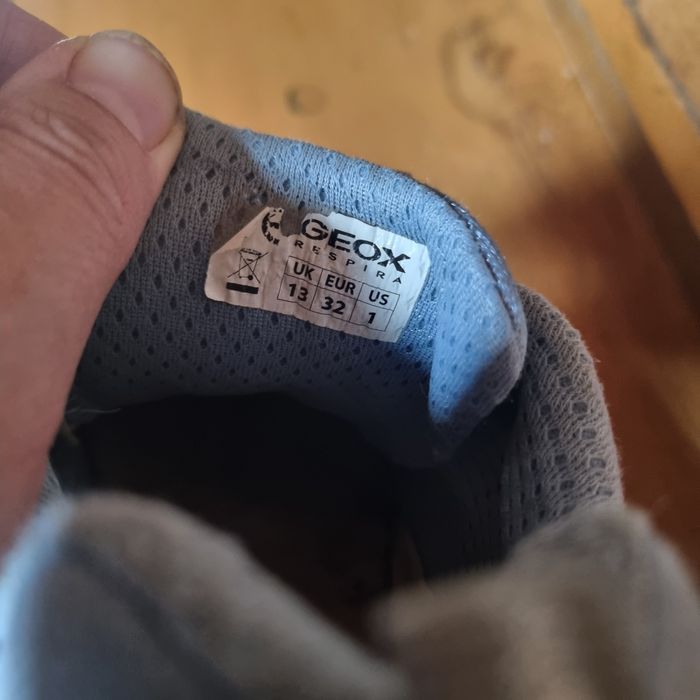 GEOX
RESPIRA
UK EUR US
13 32 1